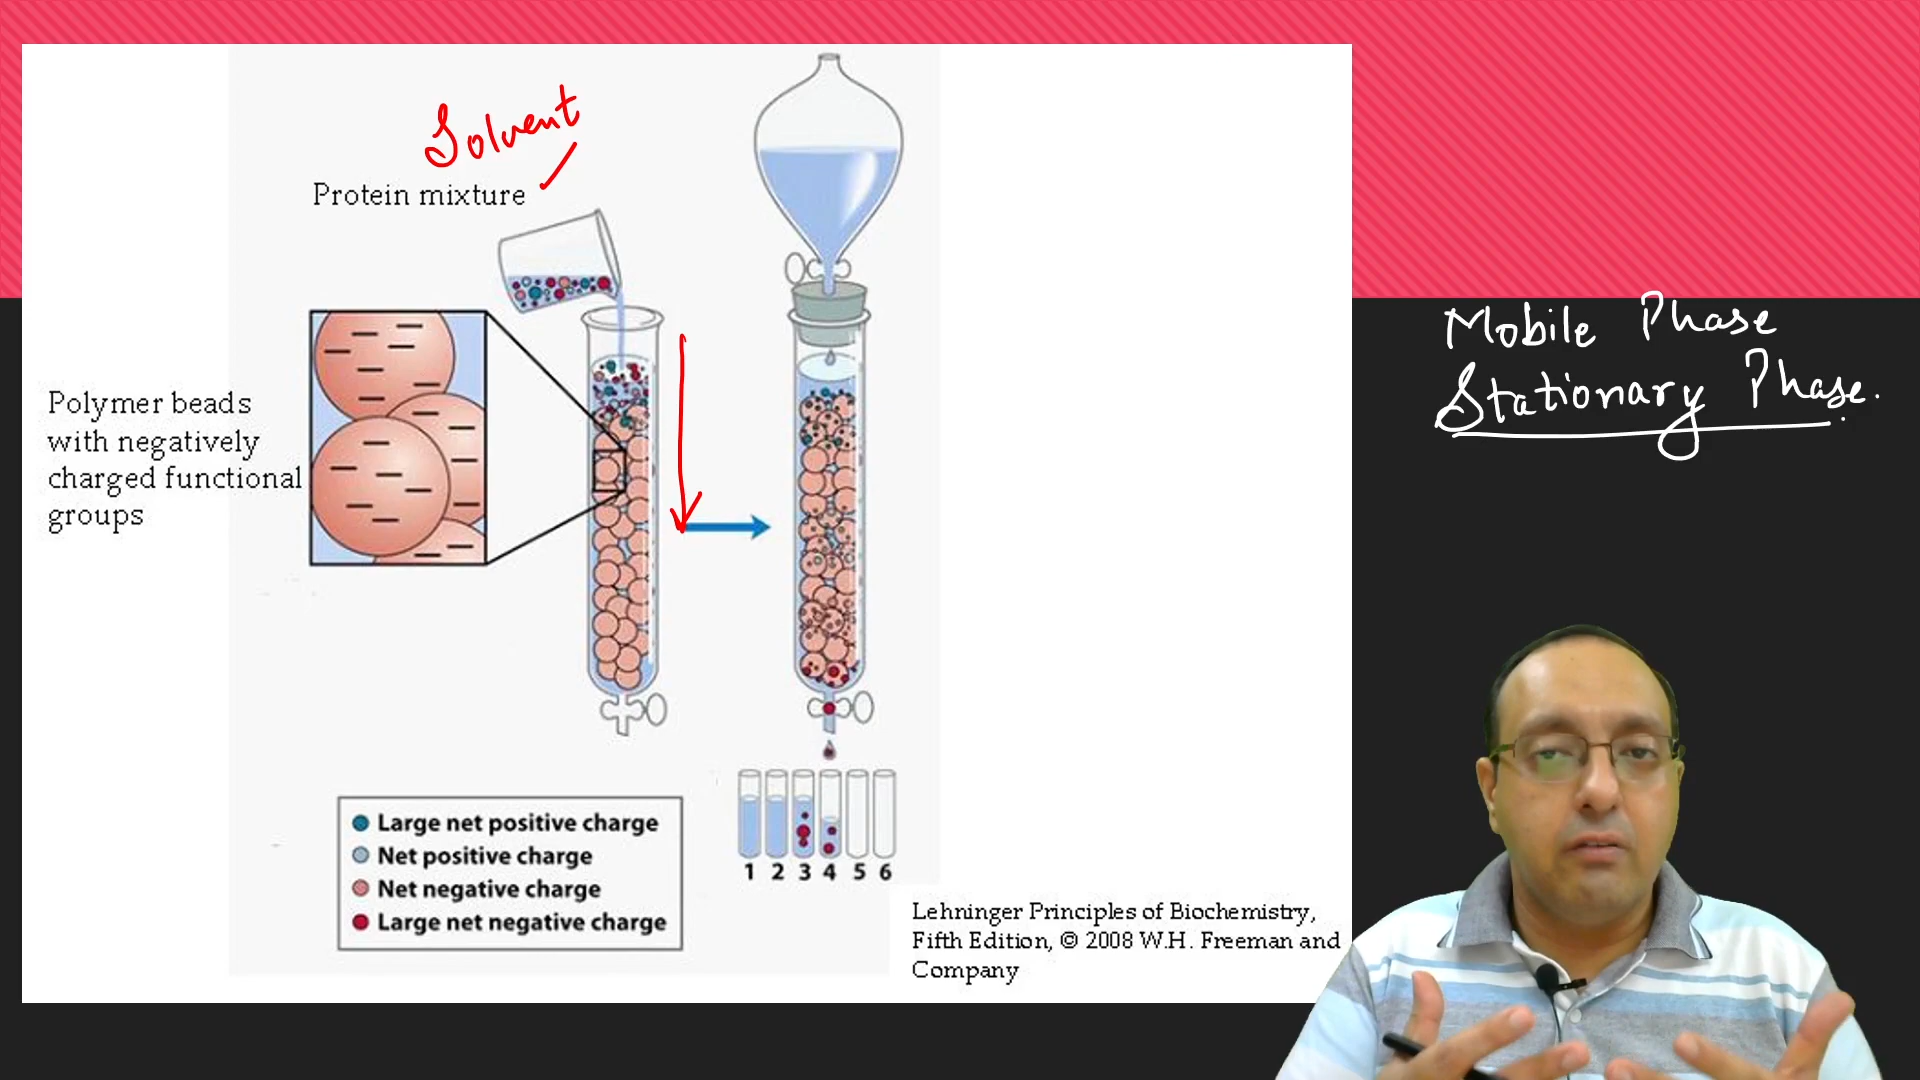 Solvent
Protein mixture
Polymer beads
with negatively
charged functional
groups
Large net positive charge
Net positive charge
Net negative charge
Large net negative charge
1 2 3 4 5 6
Lehninger Principles of Biochemistry,
Fifth Edition, © 2008 W.H. Freeman and
Company
Mobile Phase
Stationary Phase.